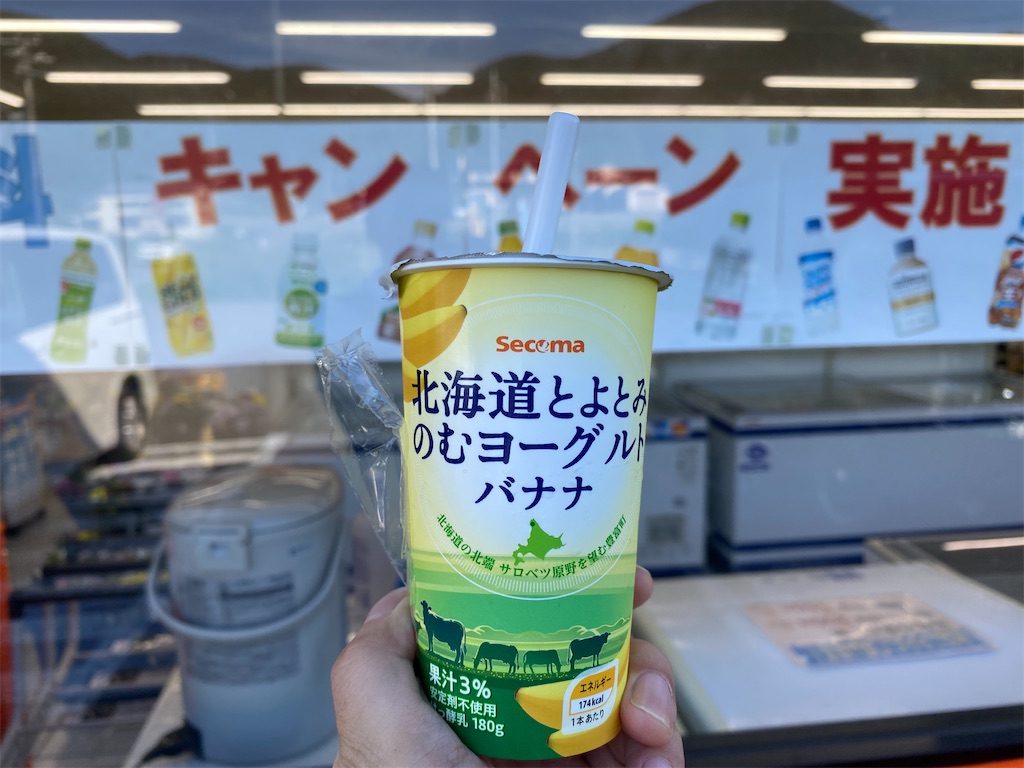 キャンペーン 実施
Secoma
北海道とよとみ
のむヨーグルト
バナナ
北海道の北端 サロベツ原野を望む豊富町
果汁3%
安定剤不使用
酵乳 180g
エネルギー
174kcal
1本あたり